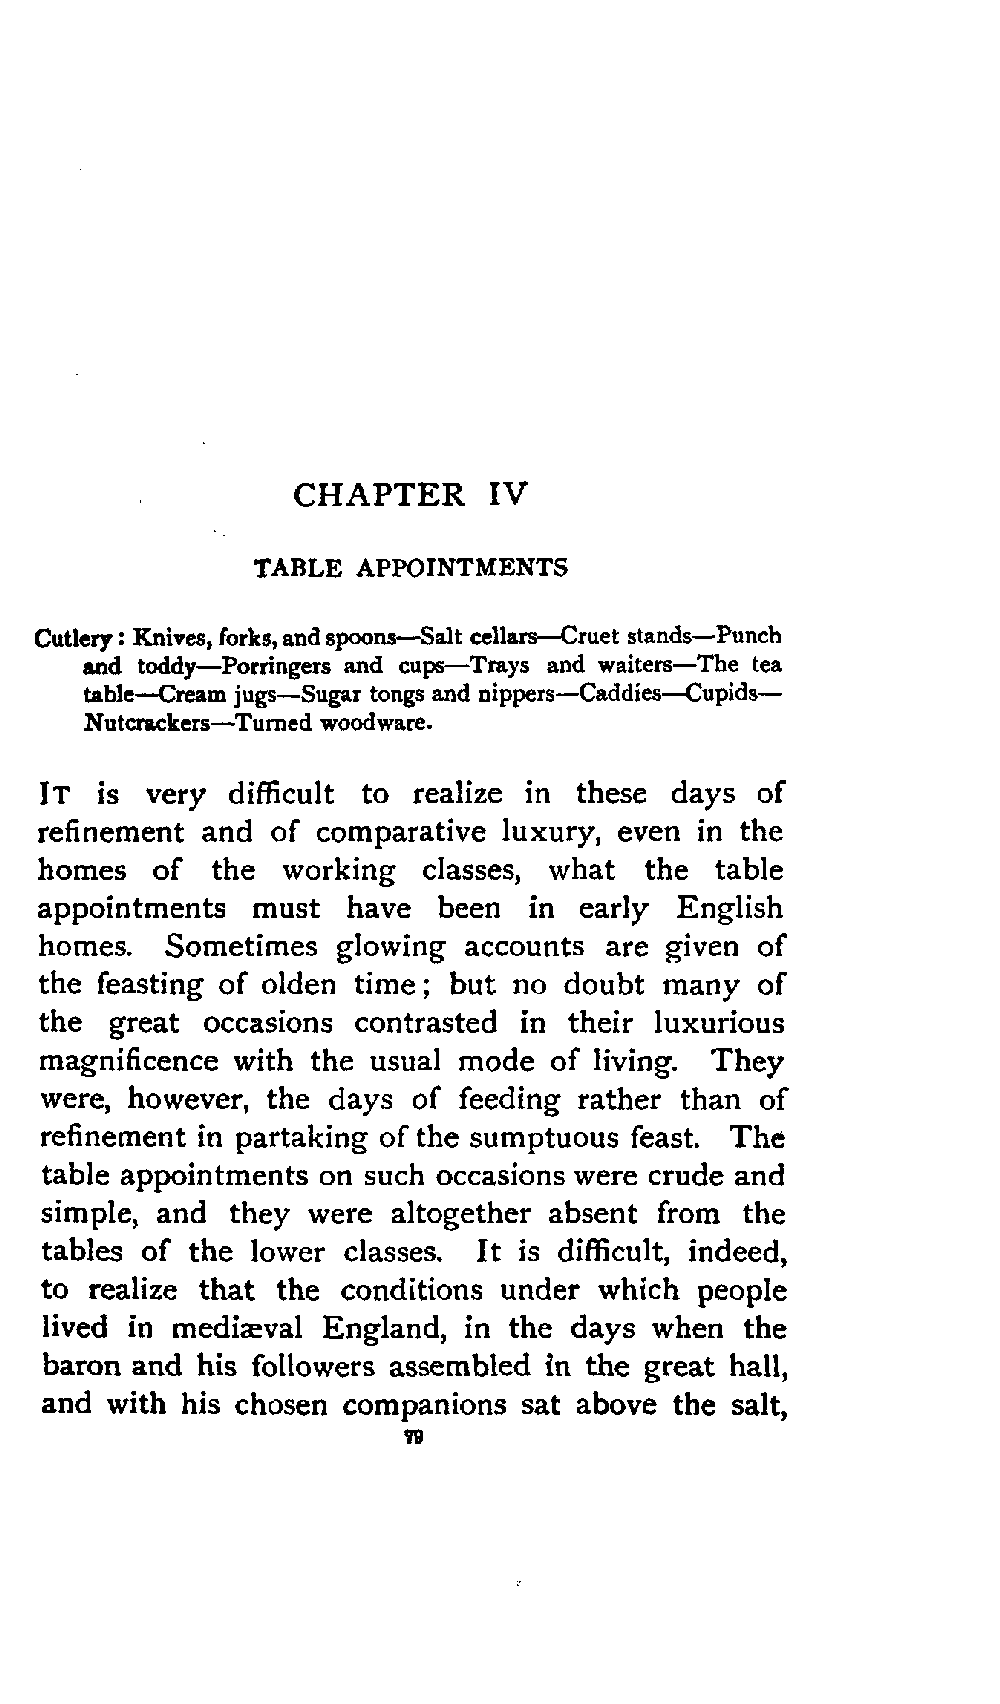 CHAPTER IV
TABLE APPOINTMENTS
Cutlery: Knives, forks, and spoons—Salt cellars—Cruet stands—Punch
and toddy—Porringers and cups—Trays and waiters—The tea
table—Cream jugs—Sugar tongs and nippers—Caddies—Cupids—
Nutcrackers—Turned woodware.
IT is very difficult to realize in these days of
refinement and of comparative luxury, even in the
homes of the working classes, what the table
appointments must have been in early English
homes. Sometimes glowing accounts are given of
the feasting of olden time; but no doubt many of
the great occasions contrasted in their luxurious
magnificence with the usual mode of living. They
were, however, the days of feeding rather than of
refinement in partaking of the sumptuous feast. The
table appointments on such occasions were crude and
simple, and they were altogether absent from the
tables of the lower classes. It is difficult, indeed,
to realize that the conditions under which people
lived in mediæval England, in the days when the
baron and his followers assembled in the great hall,
and with his chosen companions sat above the salt,
79